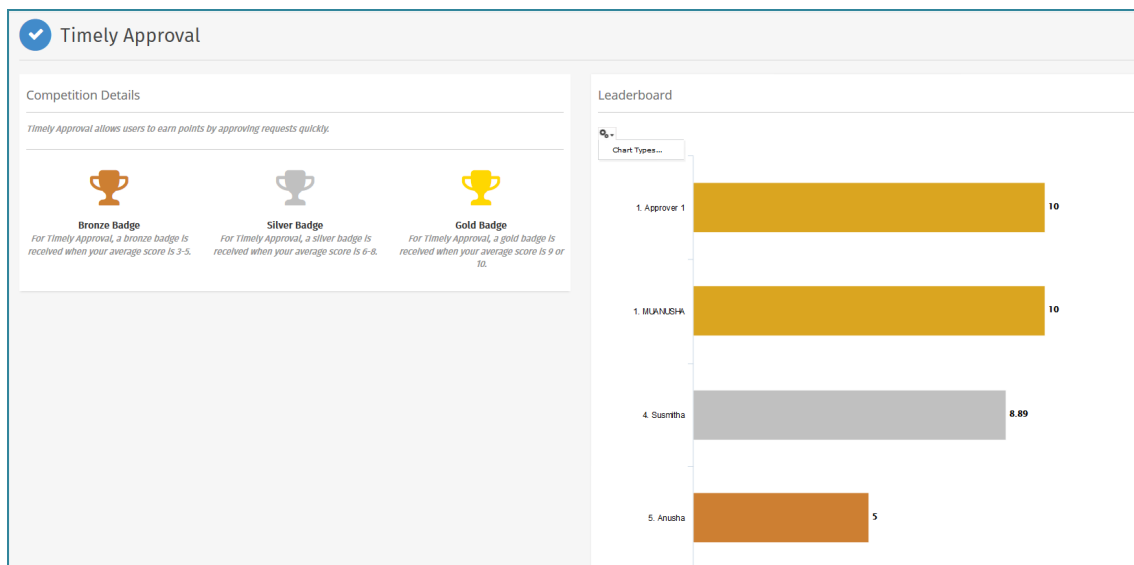 Timely Approval
Competition Details
Timely Approval allows users to earn points by approving requests quickly.
Bronze Badge
For Timely Approval, a bronze badge is
received when your average score is 3-5.
Silver Badge
For Timely Approval, a silver badge is
received when your average score is 6-8.
Gold Badge
For Timely Approval, a gold badge is
received when your average score is 9 or
10.
Leaderboard
Chart Types...
1. Approver 1
10
1. MUANUSHA
10
4. Susmitha
8.89
5. Anusha
5